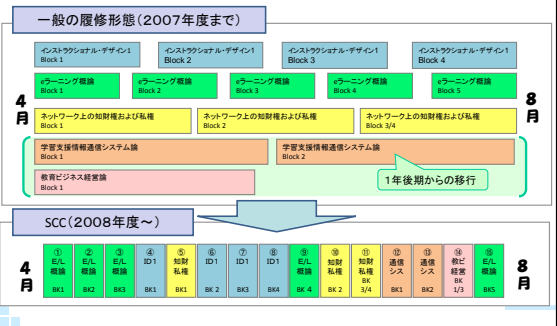 一般の履修形態(2007年度まで)
インストラクショナル・デザイン1
Block 1
インストラクショナル・デザイン1
Block 2
インストラクショナル・デザイン1
Block 3
インストラクショナル・デザイン1
Block 4
eラーニング概論
Block 1
eラーニング概論
Block 2
eラーニング概論
Block 3
eラーニング概論
Block 4
eラーニング概論
Block 5
4月
8月
ネットワーク上の知財権および私権
Block 1
ネットワーク上の知財権および私権
Block 2
ネットワーク上の知財権および私権
Block 3/4
学習支援情報通信システム論
Block 1
学習支援情報通信システム論
Block 2
教育ビジネス経営論
Block 1
1年後期からの移行
SCC(2008年度~)
4月
① E/L 概論 BK1
② E/L 概論 BK2
③ E/L 概論 BK3
④ ID1 BK1
⑤ 知財 私権 BK1
⑥ ID1 BK 2
⑦ ID1 BK3
⑧ ID1 BK4
⑨ E/L 概論 BK 4
⑩ 知財 私権 BK 2
⑪ 知財 私権 BK 3/4
⑫ 通信 シス BK1
⑬ 通信 シス BK2
⑭ 教ビ 経営 BK 1/3
⑮ E/L 概論 BK5
8月